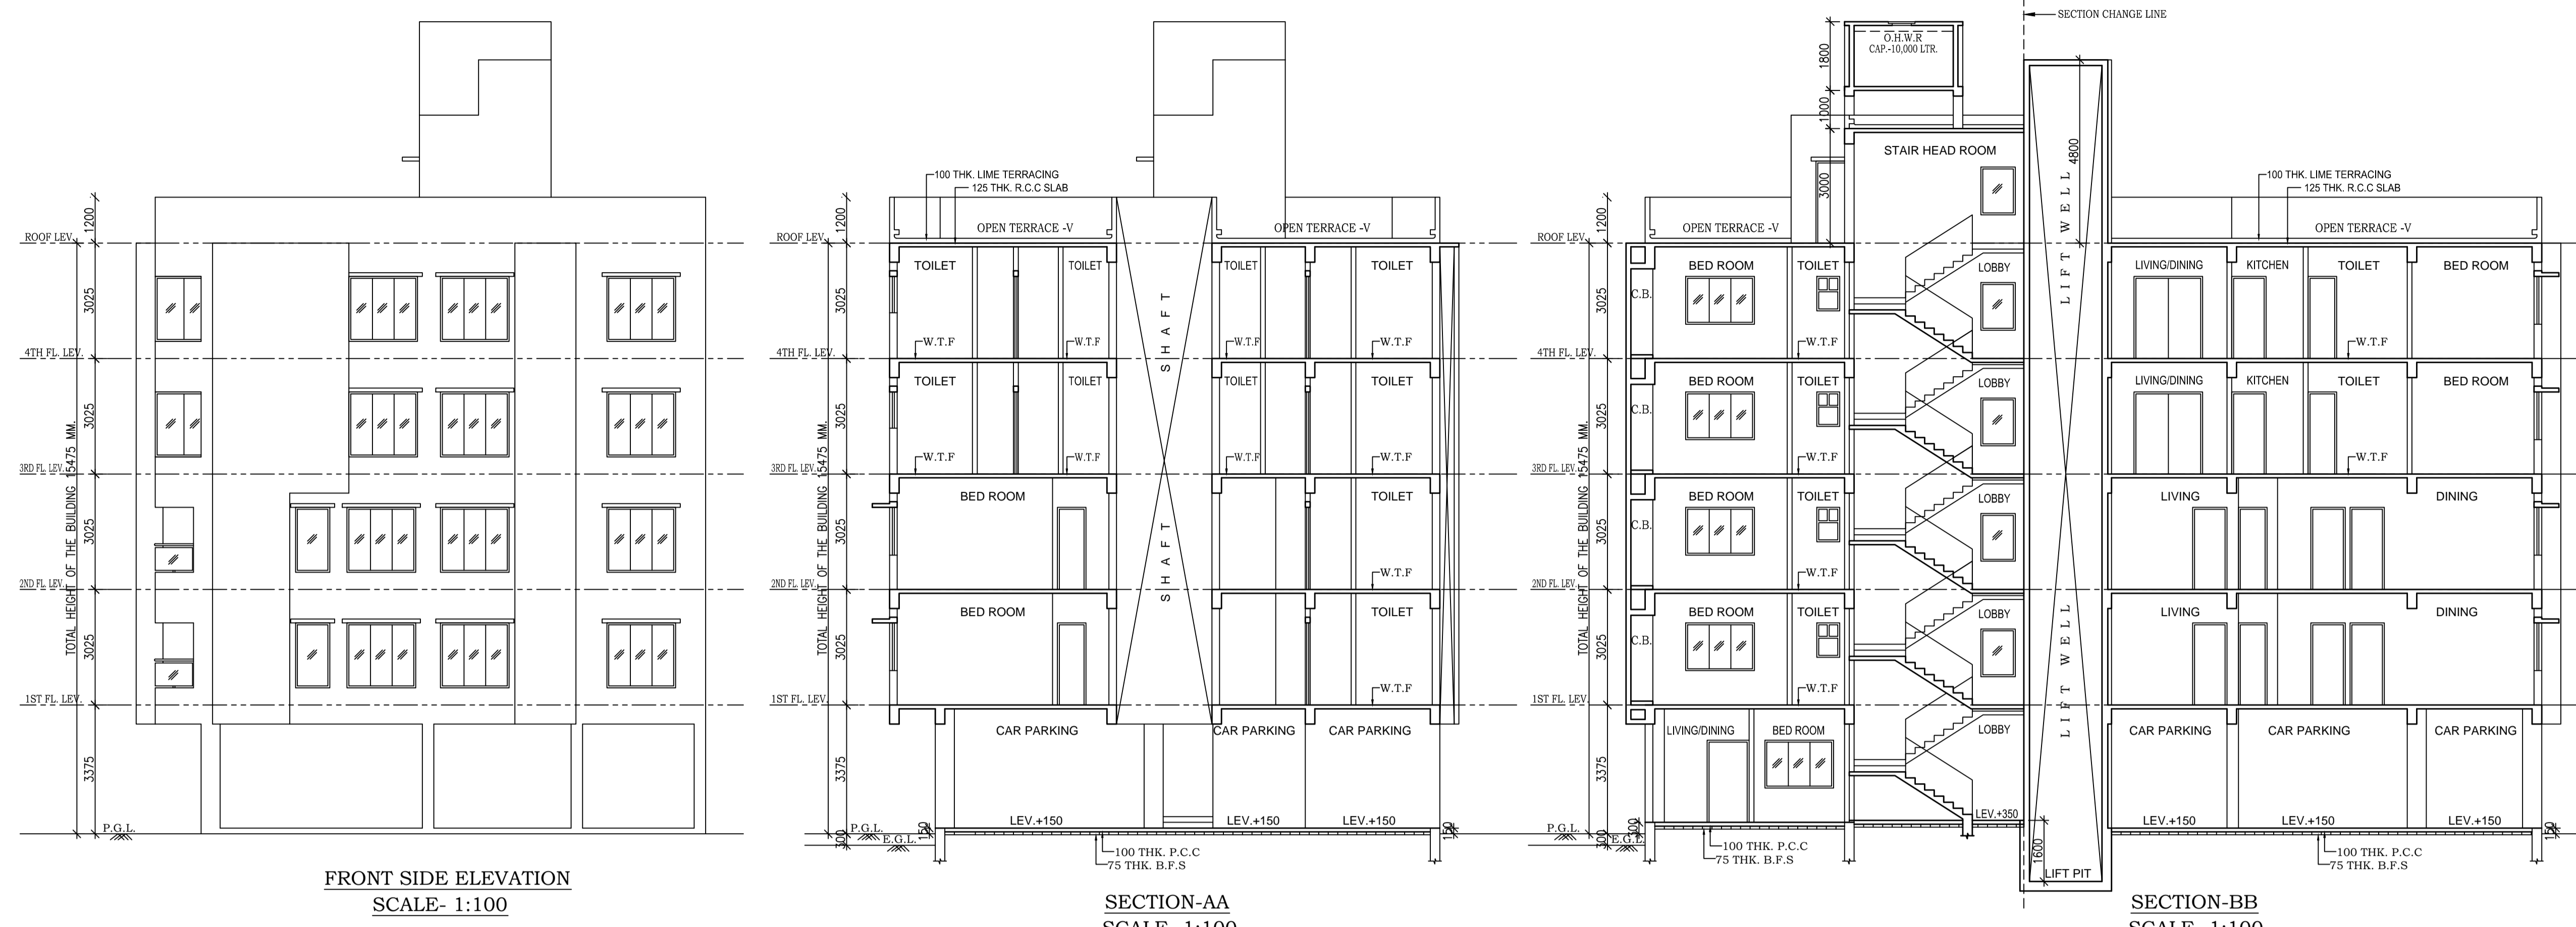 ROOF LEV.
4TH FL. LEV.
3RD FL. LEV.
2ND FL. LEV.
1ST FL. LEV.
P.G.L.
1200
3025
3025
3025
3025
3375
TOTAL HEIGHT OF THE BUILDING 15475 MM.
FRONT SIDE ELEVATION
SCALE- 1:100
100 THK. LIME TERRACING
125 THK. R.C.C SLAB
OPEN TERRACE -V
OPEN TERRACE -V
ROOF LEV.
4TH FL. LEV.
3RD FL. LEV.
2ND FL. LEV.
1ST FL. LEV.
P.G.L.
E.G.L.
1200
3025
3025
3025
3025
3375
300
150
150
TOTAL HEIGHT OF THE BUILDING 15475 MM.
TOILET
TOILET
TOILET
TOILET
W.T.F
W.T.F
W.T.F
W.T.F
TOILET
TOILET
TOILET
TOILET
W.T.F
W.T.F
W.T.F
W.T.F
BED ROOM
TOILET
W.T.F
BED ROOM
TOILET
W.T.F
SHAFT
SHAFT
CAR PARKING
CAR PARKING
CAR PARKING
LEV.+150
LEV.+150
LEV.+150
100 THK. P.C.C
75 THK. B.F.S
SECTION-AA
SCALE- 1:100
SECTION CHANGE LINE
O.H.W.R
CAP.-10,000 LTR.
1800
1000
3000
4800
STAIR HEAD ROOM
100 THK. LIME TERRACING
125 THK. R.C.C SLAB
OPEN TERRACE -V
OPEN TERRACE -V
ROOF LEV.
4TH FL. LEV.
3RD FL. LEV.
2ND FL. LEV.
1ST FL. LEV.
P.G.L.
E.G.L.
1200
3025
3025
3025
3025
3375
300
TOTAL HEIGHT OF THE BUILDING 15475 MM.
C.B.
BED ROOM
TOILET
LOBBY
LIVING/DINING
KITCHEN
TOILET
BED ROOM
W.T.F
W.T.F
C.B.
BED ROOM
TOILET
LOBBY
LIVING/DINING
KITCHEN
TOILET
BED ROOM
W.T.F
W.T.F
C.B.
BED ROOM
TOILET
LOBBY
LIVING
DINING
W.T.F
C.B.
BED ROOM
TOILET
LOBBY
LIVING
DINING
W.T.F
LIFT WELL
LIFT WELL
LIVING/DINING
BED ROOM
LOBBY
CAR PARKING
CAR PARKING
CAR PARKING
LEV.+350
LEV.+150
LEV.+150
LEV.+150
150
1600
LIFT PIT
100 THK. P.C.C
75 THK. B.F.S
100 THK. P.C.C
75 THK. B.F.S
SECTION-BB
SCALE- 1:100